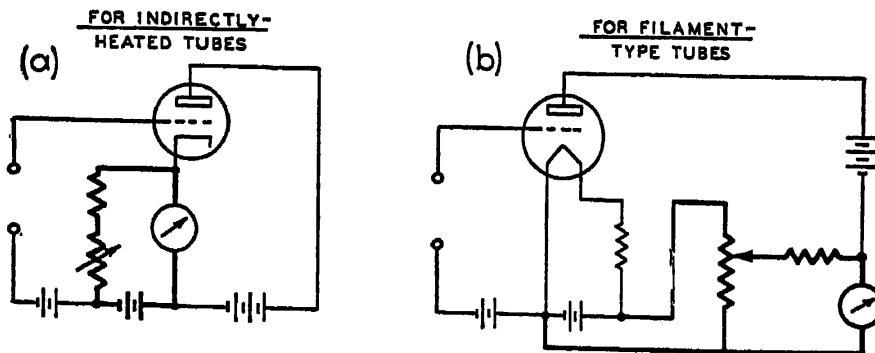 FOR INDIRECTLY-
HEATED TUBES
(a)
FOR FILAMENT-
TYPE TUBES
(b)